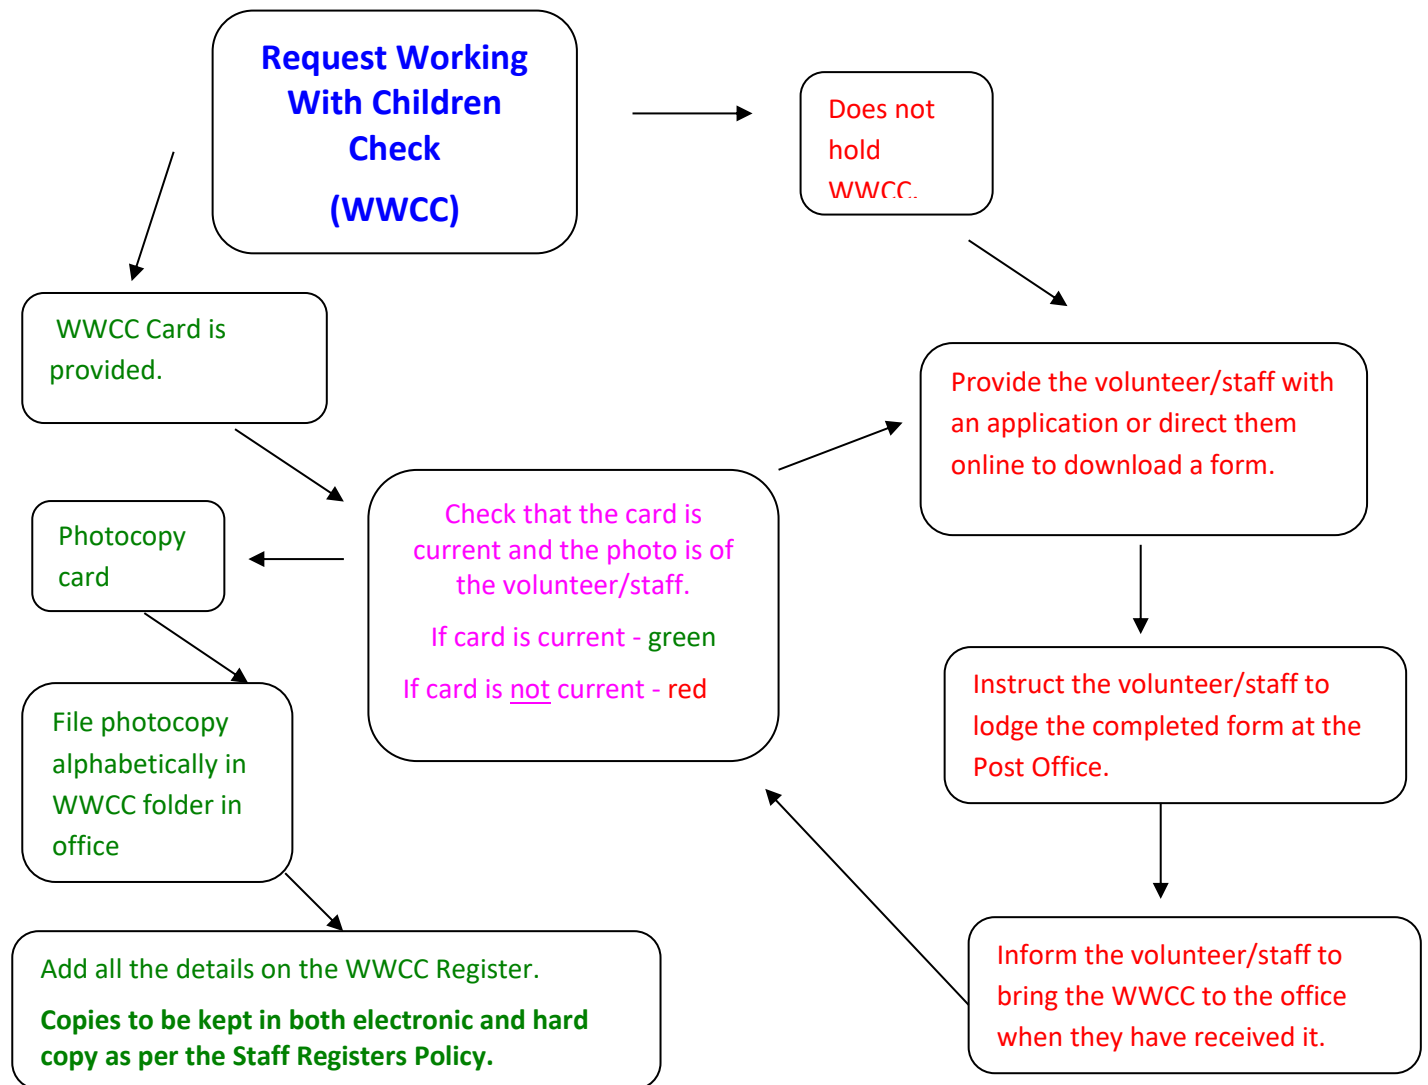 Request Working
With Children
Check
(WWCC)
Does not
hold
WWCC.
WWCC Card is
provided.
Provide the volunteer/staff with
an application or direct them
online to download a form.
Check that the card is
current and the photo is of
the volunteer/staff.
If card is current - green
If card is not current - red
Photocopy
card
Instruct the volunteer/staff to
lodge the completed form at the
Post Office.
File photocopy
alphabetically in
WWCC folder in
office
Inform the volunteer/staff to
bring the WWCC to the office
when they have received it.
Add all the details on the WWCC Register.
Copies to be kept in both electronic and hard
copy as per the Staff Registers Policy.